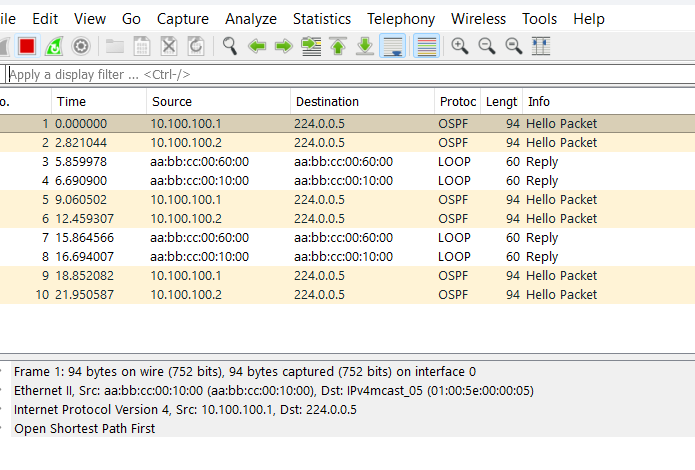 ile Edit View Go Capture Analyze Statistics Telephony Wireless Tools Help
Apply a display filter ... <Ctrl-/>
o. Time Source Destination Protoc Lengt Info
1 0.000000 10.100.100.1 224.0.0.5 OSPF 94 Hello Packet
2 2.821044 10.100.100.2 224.0.0.5 OSPF 94 Hello Packet
3 5.859978 aa:bb:cc:00:60:00 aa:bb:cc:00:60:00 LOOP 60 Reply
4 6.690900 aa:bb:cc:00:10:00 aa:bb:cc:00:10:00 LOOP 60 Reply
5 9.060502 10.100.100.1 224.0.0.5 OSPF 94 Hello Packet
6 12.459307 10.100.100.2 224.0.0.5 OSPF 94 Hello Packet
7 15.864566 aa:bb:cc:00:60:00 aa:bb:cc:00:60:00 LOOP 60 Reply
8 16.694007 aa:bb:cc:00:10:00 aa:bb:cc:00:10:00 LOOP 60 Reply
9 18.852082 10.100.100.1 224.0.0.5 OSPF 94 Hello Packet
10 21.950587 10.100.100.2 224.0.0.5 OSPF 94 Hello Packet
Frame 1: 94 bytes on wire (752 bits), 94 bytes captured (752 bits) on interface 0
Ethernet II, Src: aa:bb:cc:00:10:00 (aa:bb:cc:00:10:00), Dst: IPv4mcast_05 (01:00:5e:00:00:05)
Internet Protocol Version 4, Src: 10.100.100.1, Dst: 224.0.0.5
Open Shortest Path First